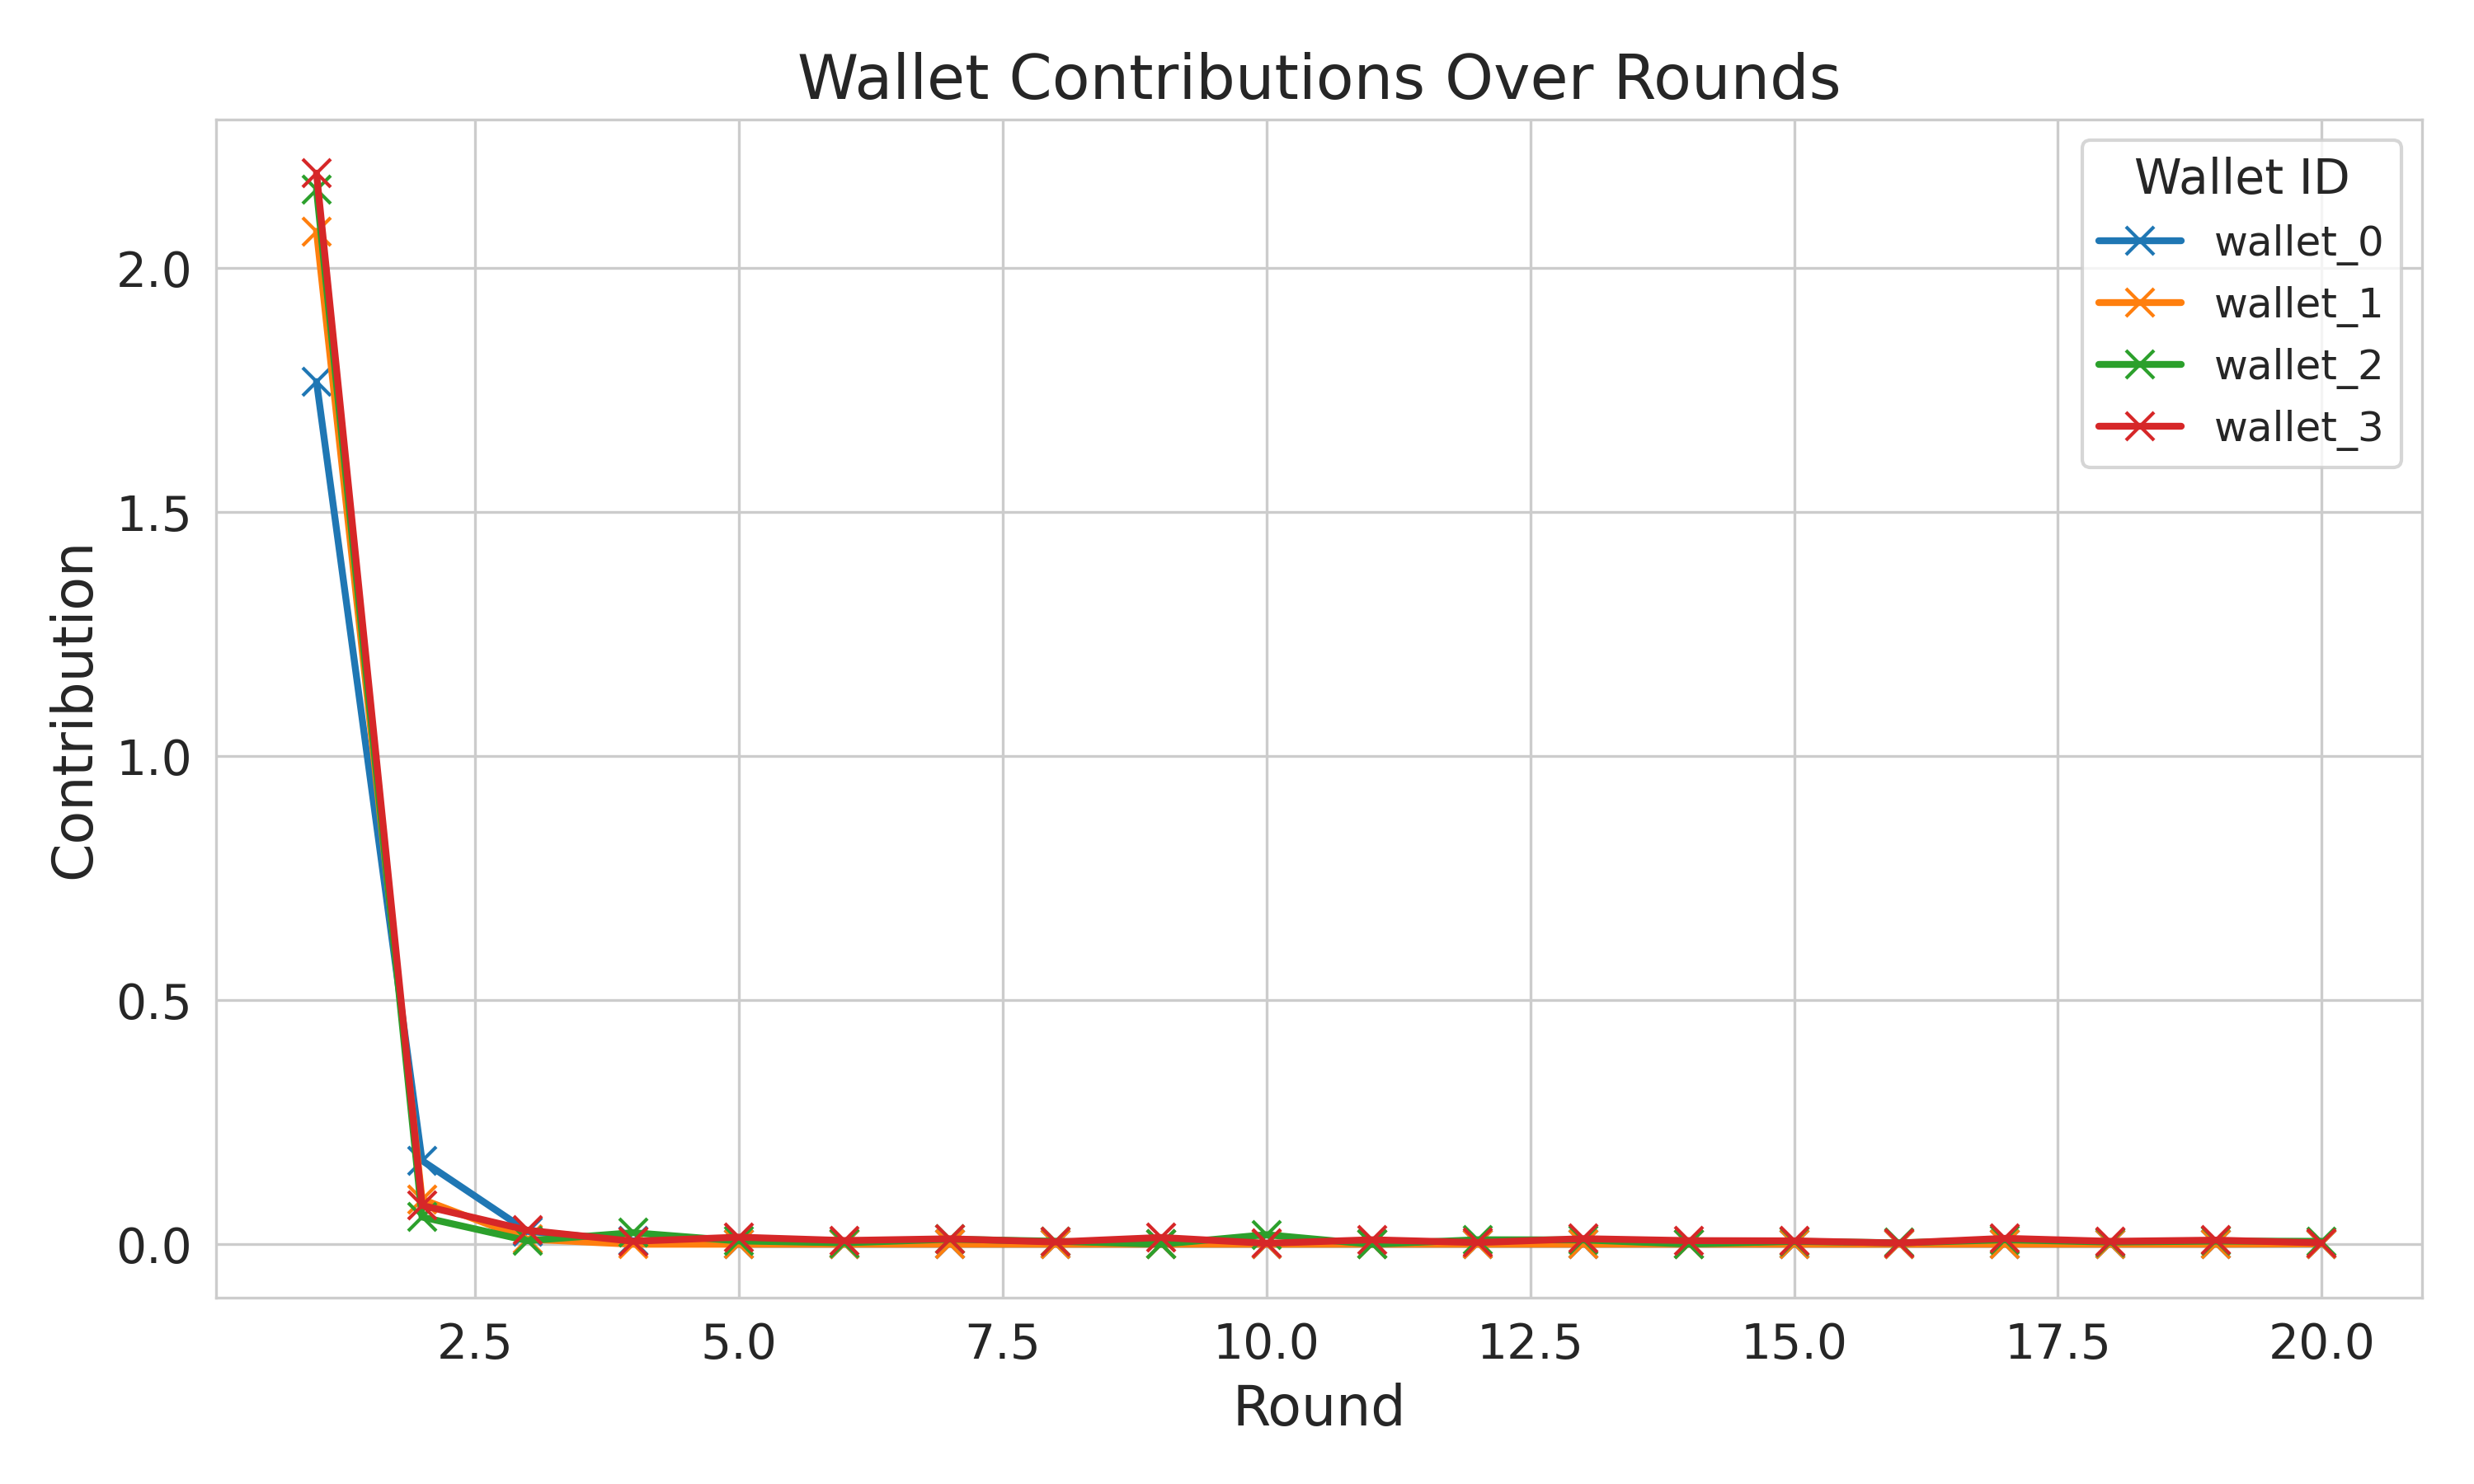 Wallet Contributions Over Rounds
Wallet ID
wallet_0
wallet_1
wallet_2
wallet_3
Contribution
2.0
1.5
1.0
0.5
0.0
2.5 5.0 7.5 10.0 12.5 15.0 17.5 20.0
Round